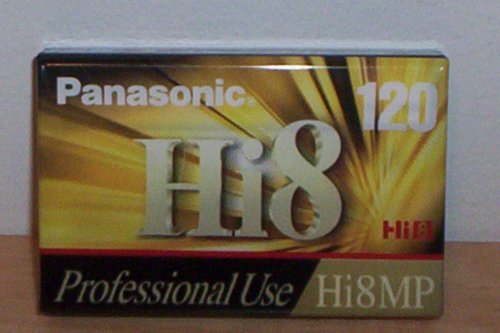 Panasonic
120
Hi8
Hi8
Professional Use
Hi8MP